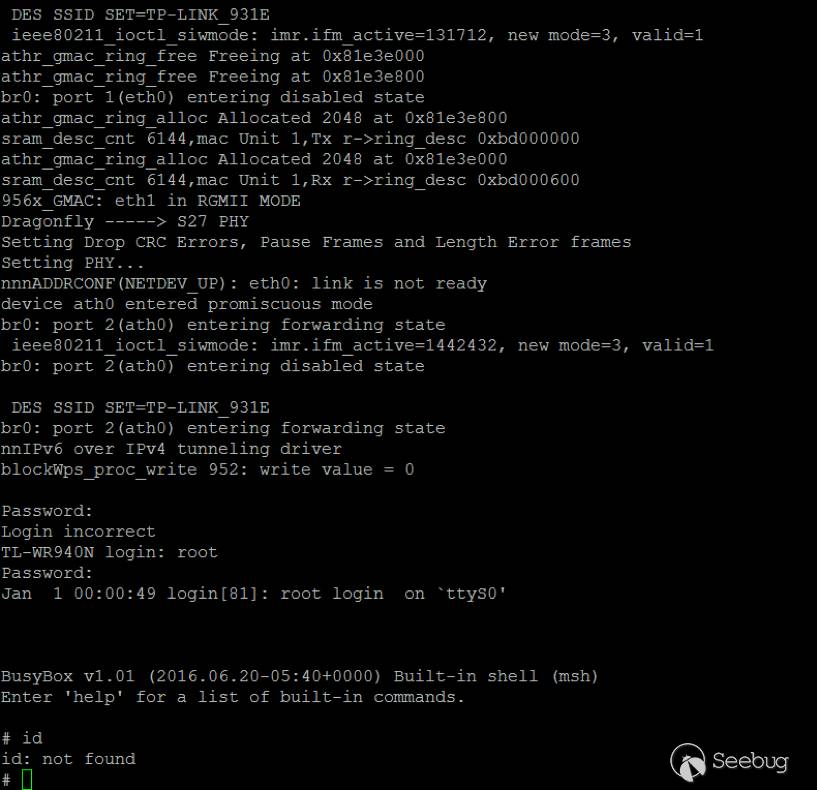 DES SSID SET=TP-LINK_931E
ieee80211_ioctl_siwmode: imr.ifm_active=131712, new mode=3, valid=1
athr_gmac_ring_free Freeing at 0x81e3e000
athr_gmac_ring_free Freeing at 0x81e3e800
br0: port 1(eth0) entering disabled state
athr_gmac_ring_alloc Allocated 2048 at 0x81e3e800
sram_desc_cnt 6144,mac Unit 1,Tx r->ring_desc 0xbd000000
athr_gmac_ring_alloc Allocated 2048 at 0x81e3e000
sram_desc_cnt 6144,mac Unit 1,Rx r->ring_desc 0xbd000600
956x_GMAC: eth1 in RGMII MODE
Dragonfly -----> S27 PHY
Setting Drop CRC Errors, Pause Frames and Length Error frames
Setting PHY...
nnnADDRCONF(NETDEV_UP): eth0: link is not ready
device ath0 entered promiscuous mode
br0: port 2(ath0) entering forwarding state
ieee80211_ioctl_siwmode: imr.ifm_active=1442432, new mode=3, valid=1
br0: port 2(ath0) entering disabled state
DES SSID SET=TP-LINK_931E
br0: port 2(ath0) entering forwarding state
nnIPv6 over IPv4 tunneling driver
blockWps_proc_write 952: write value = 0
Password:
Login incorrect
TL-WR940N login: root
Password:
Jan  1 00:00:49 login[81]: root login  on `ttyS0'
BusyBox v1.01 (2016.06.20-05:40+0000) Built-in shell (msh)
Enter 'help' for a list of built-in commands.
# id
id: not found
#
Seebug